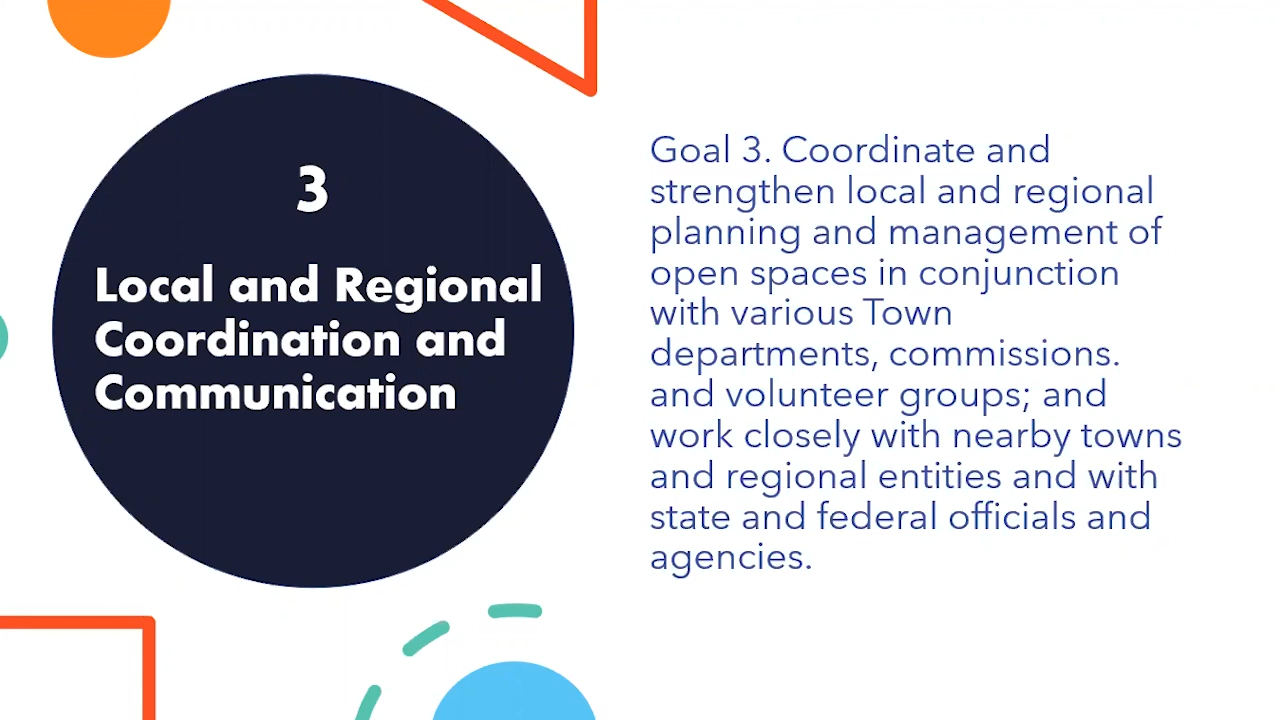 3
Local and Regional
Coordination and
Communication
Goal 3. Coordinate and
strengthen local and regional
planning and management of
open spaces in conjunction
with various Town
departments, commissions.
and volunteer groups; and
work closely with nearby towns
and regional entities and with
state and federal officials and
agencies.